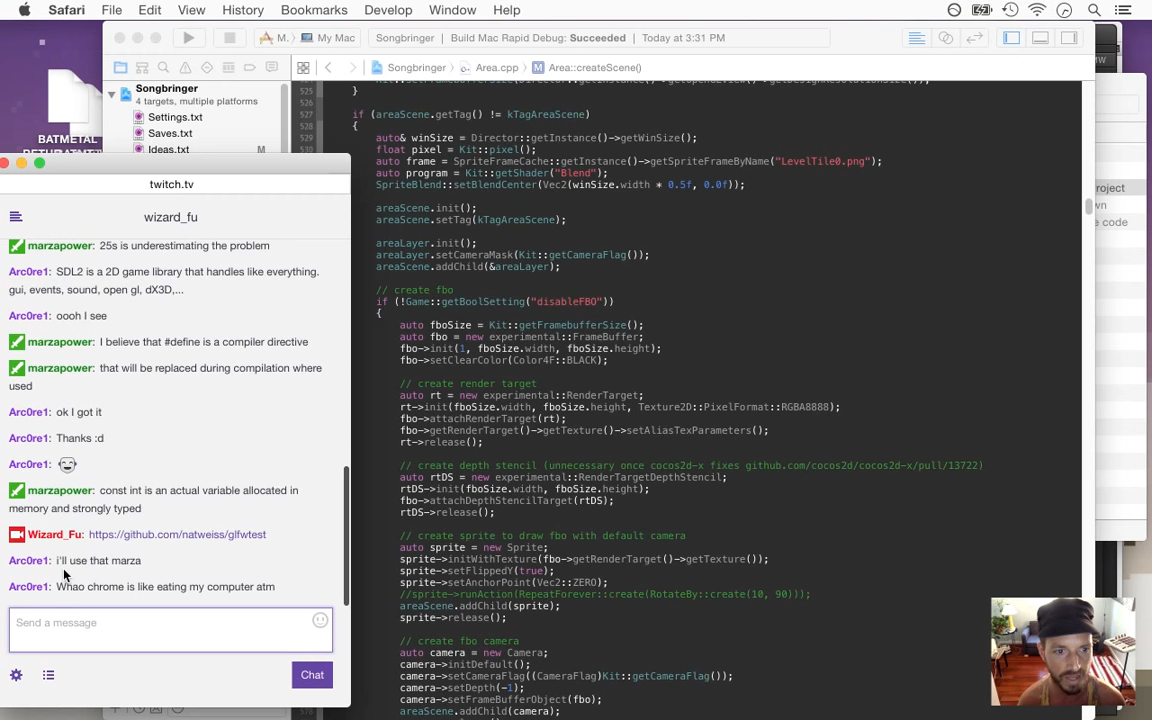 Safari File Edit View History Bookmarks Develop Window Help
M. My Mac Songbringer | Build Mac Rapid Debug: Succeeded | Today at 3:31 PM
Songbringer Area.cpp Area::createScene()
Songbringer
4 targets, multiple platforms
Settings.txt
Saves.txt
Ideas.txt M
BATMETAL
twitch.tv
wizard_fu
marzapower: 25s is underestimating the problem
Arc0re1: SDL2 is a 2D game library that handles like everything.
gui, events, sound, open gl, dX3D,...
Arc0re1: oooh I see
marzapower: I believe that #define is a compiler directive
marzapower: that will be replaced during compilation where
used
Arc0re1: ok I got it
Arc0re1: Thanks :d
Arc0re1:
marzapower: const int is an actual variable allocated in
memory and strongly typed
Wizard_Fu: https://github.com/natweiss/glfwtest
Arc0re1: i'll use that marza
Arc0re1: Whao chrome is like eating my computer atm
Send a message
Chat
525 }
526
527 if (areaScene.getTag() != kTagAreaScene)
528 {
529 auto& winSize = Director::getInstance()->getWinSize();
530 float pixel = Kit::pixel();
auto frame = SpriteFrameCache::getInstance()->getSpriteFrameByName("LevelTile0.png");
auto program = Kit::getShader("Blend");
SpriteBlend::setBlendCenter(Vec2(winSize.width * 0.5f, 0.0f));
areaScene.init();
areaScene.setTag(kTagAreaScene);
areaLayer.init();
areaLayer.setCameraMask(Kit::getCameraFlag());
areaScene.addChild(&areaLayer);
// create fbo
if (!Game::getBoolSetting("disableFBO"))
{
auto fboSize = Kit::getFramebufferSize();
auto fbo = new experimental::FrameBuffer;
fbo->init(1, fboSize.width, fboSize.height);
fbo->setClearColor(Color4F::BLACK);
// create render target
auto rt = new experimental::RenderTarget;
rt->init(fboSize.width, fboSize.height, Texture2D::PixelFormat::RGBA8888);
fbo->attachRenderTarget(rt);
fbo->getRenderTarget()->getTexture()->setAliasTexParameters();
rt->release();
// create depth stencil (unnecessary once cocos2d-x fixes github.com/cocos2d/cocos2d-x/pull/13722)
auto rtDS = new experimental::RenderTargetDepthStencil;
rtDS->init(fboSize.width, fboSize.height);
fbo->attachDepthStencilTarget(rtDS);
rtDS->release();
// create sprite to draw fbo with default camera
auto sprite = new Sprite;
sprite->initWithTexture(fbo->getRenderTarget()->getTexture());
sprite->setFlippedY(true);
sprite->setAnchorPoint(Vec2::ZERO);
//sprite->runAction(RepeatForever::create(RotateBy::create(10, 90)));
areaScene.addChild(sprite);
sprite->release();
// create fbo camera
auto camera = new Camera;
camera->initDefault();
camera->setCameraFlag((CameraFlag)Kit::getCameraFlag());
camera->setDepth(-1);
camera->setFrameBufferObject(fbo);
areaScene.addChild(camera);
code